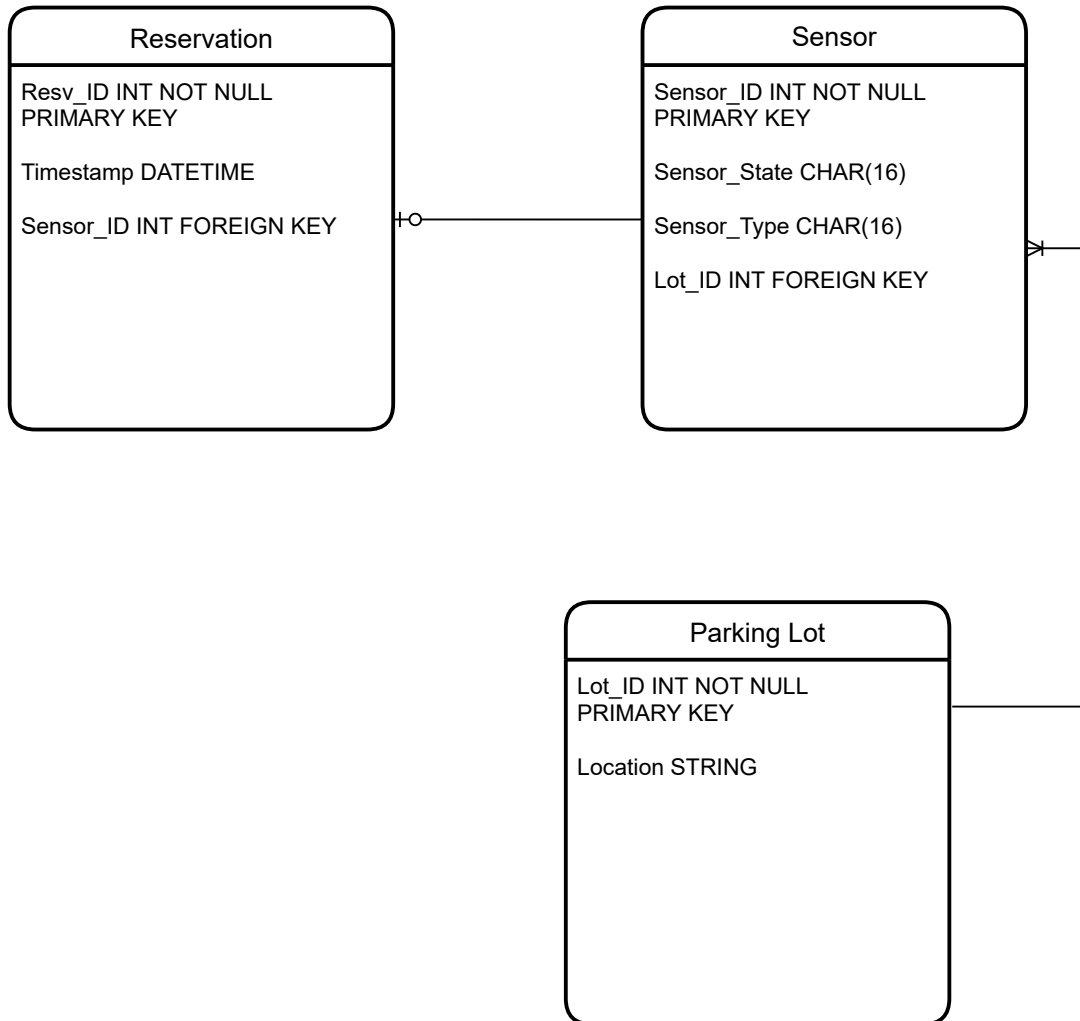 Reservation
Resv_ID INT NOT NULL
PRIMARY KEY
Timestamp DATETIME
Sensor_ID INT FOREIGN KEY
Sensor
Sensor_ID INT NOT NULL
PRIMARY KEY
Sensor_State CHAR(16)
Sensor_Type CHAR(16)
Lot_ID INT FOREIGN KEY
Parking Lot
Lot_ID INT NOT NULL
PRIMARY KEY
Location STRING